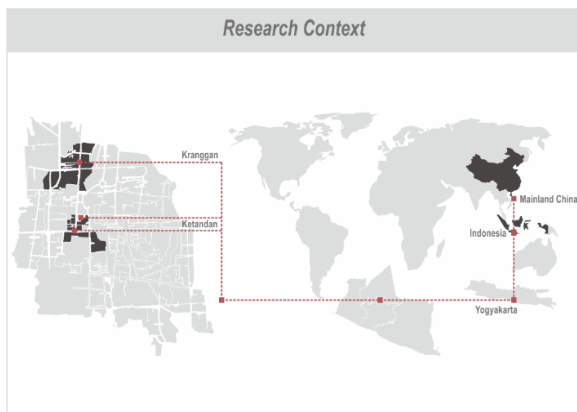 Research Context
Kranggan
Ketandan
Mainland China
Indonesia
Yogyakarta